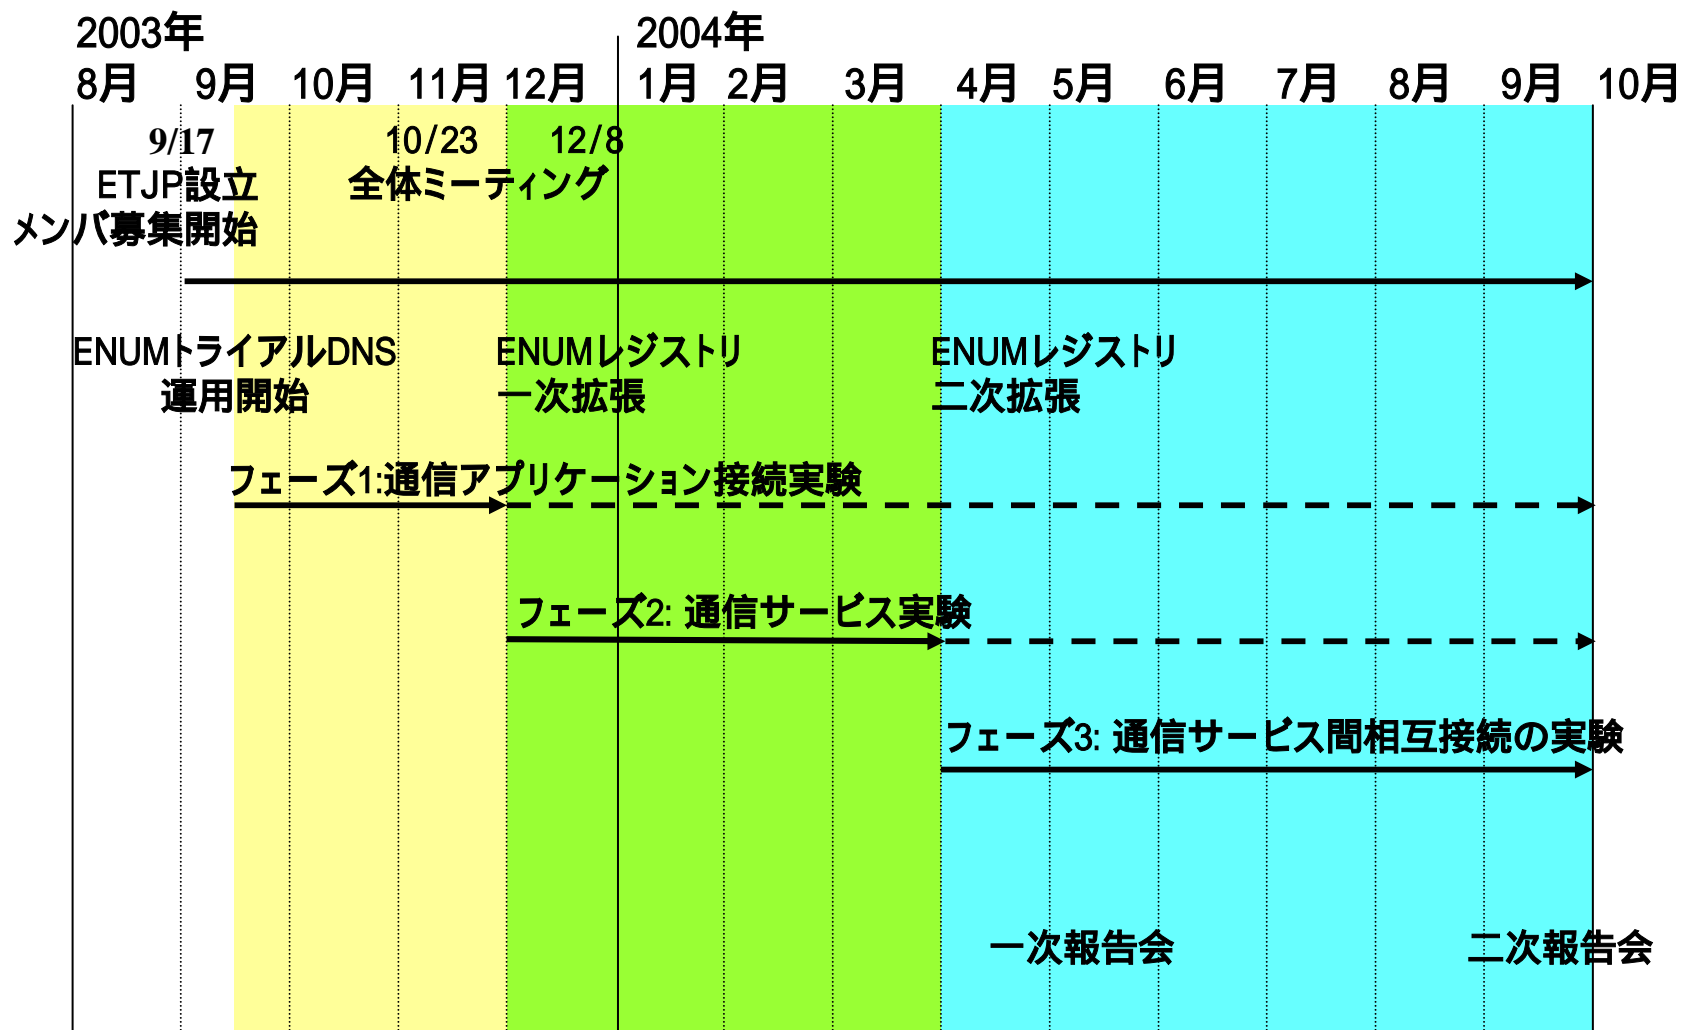 2003年 2004年
8月 9月 10月 11月 12月 1月 2月 3月 4月 5月 6月 7月 8月 9月 10月
9/17 10/23 12/8
ETJP設立 全体ミーティング
メンバ募集開始
ENUMトライアルDNS ENUMレジストリ ENUMレジストリ
運用開始 一次拡張 二次拡張
フェーズ1:通信アプリケーション接続実験
フェーズ2: 通信サービス実験
フェーズ3: 通信サービス間相互接続の実験
一次報告会 二次報告会